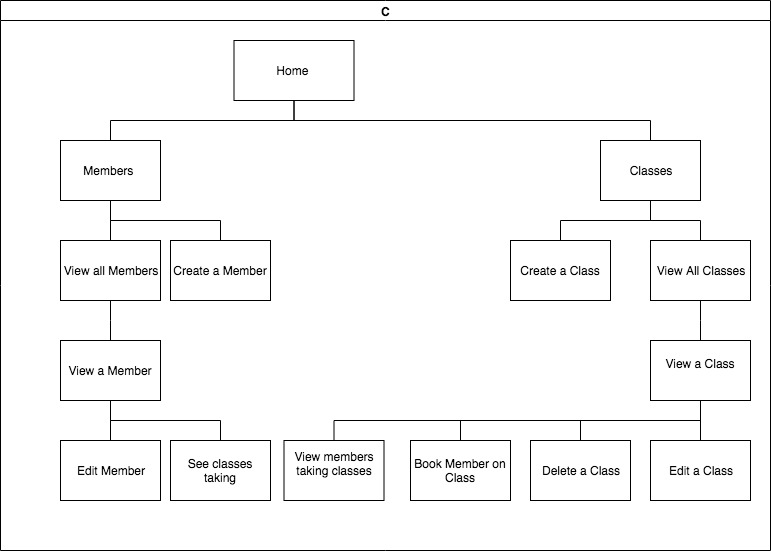 C
Home
Members
Classes
View all Members
Create a Member
Create a Class
View All Classes
View a Member
View a Class
Edit Member
See classes
taking
View members
taking classes
Book Member on
Class
Delete a Class
Edit a Class